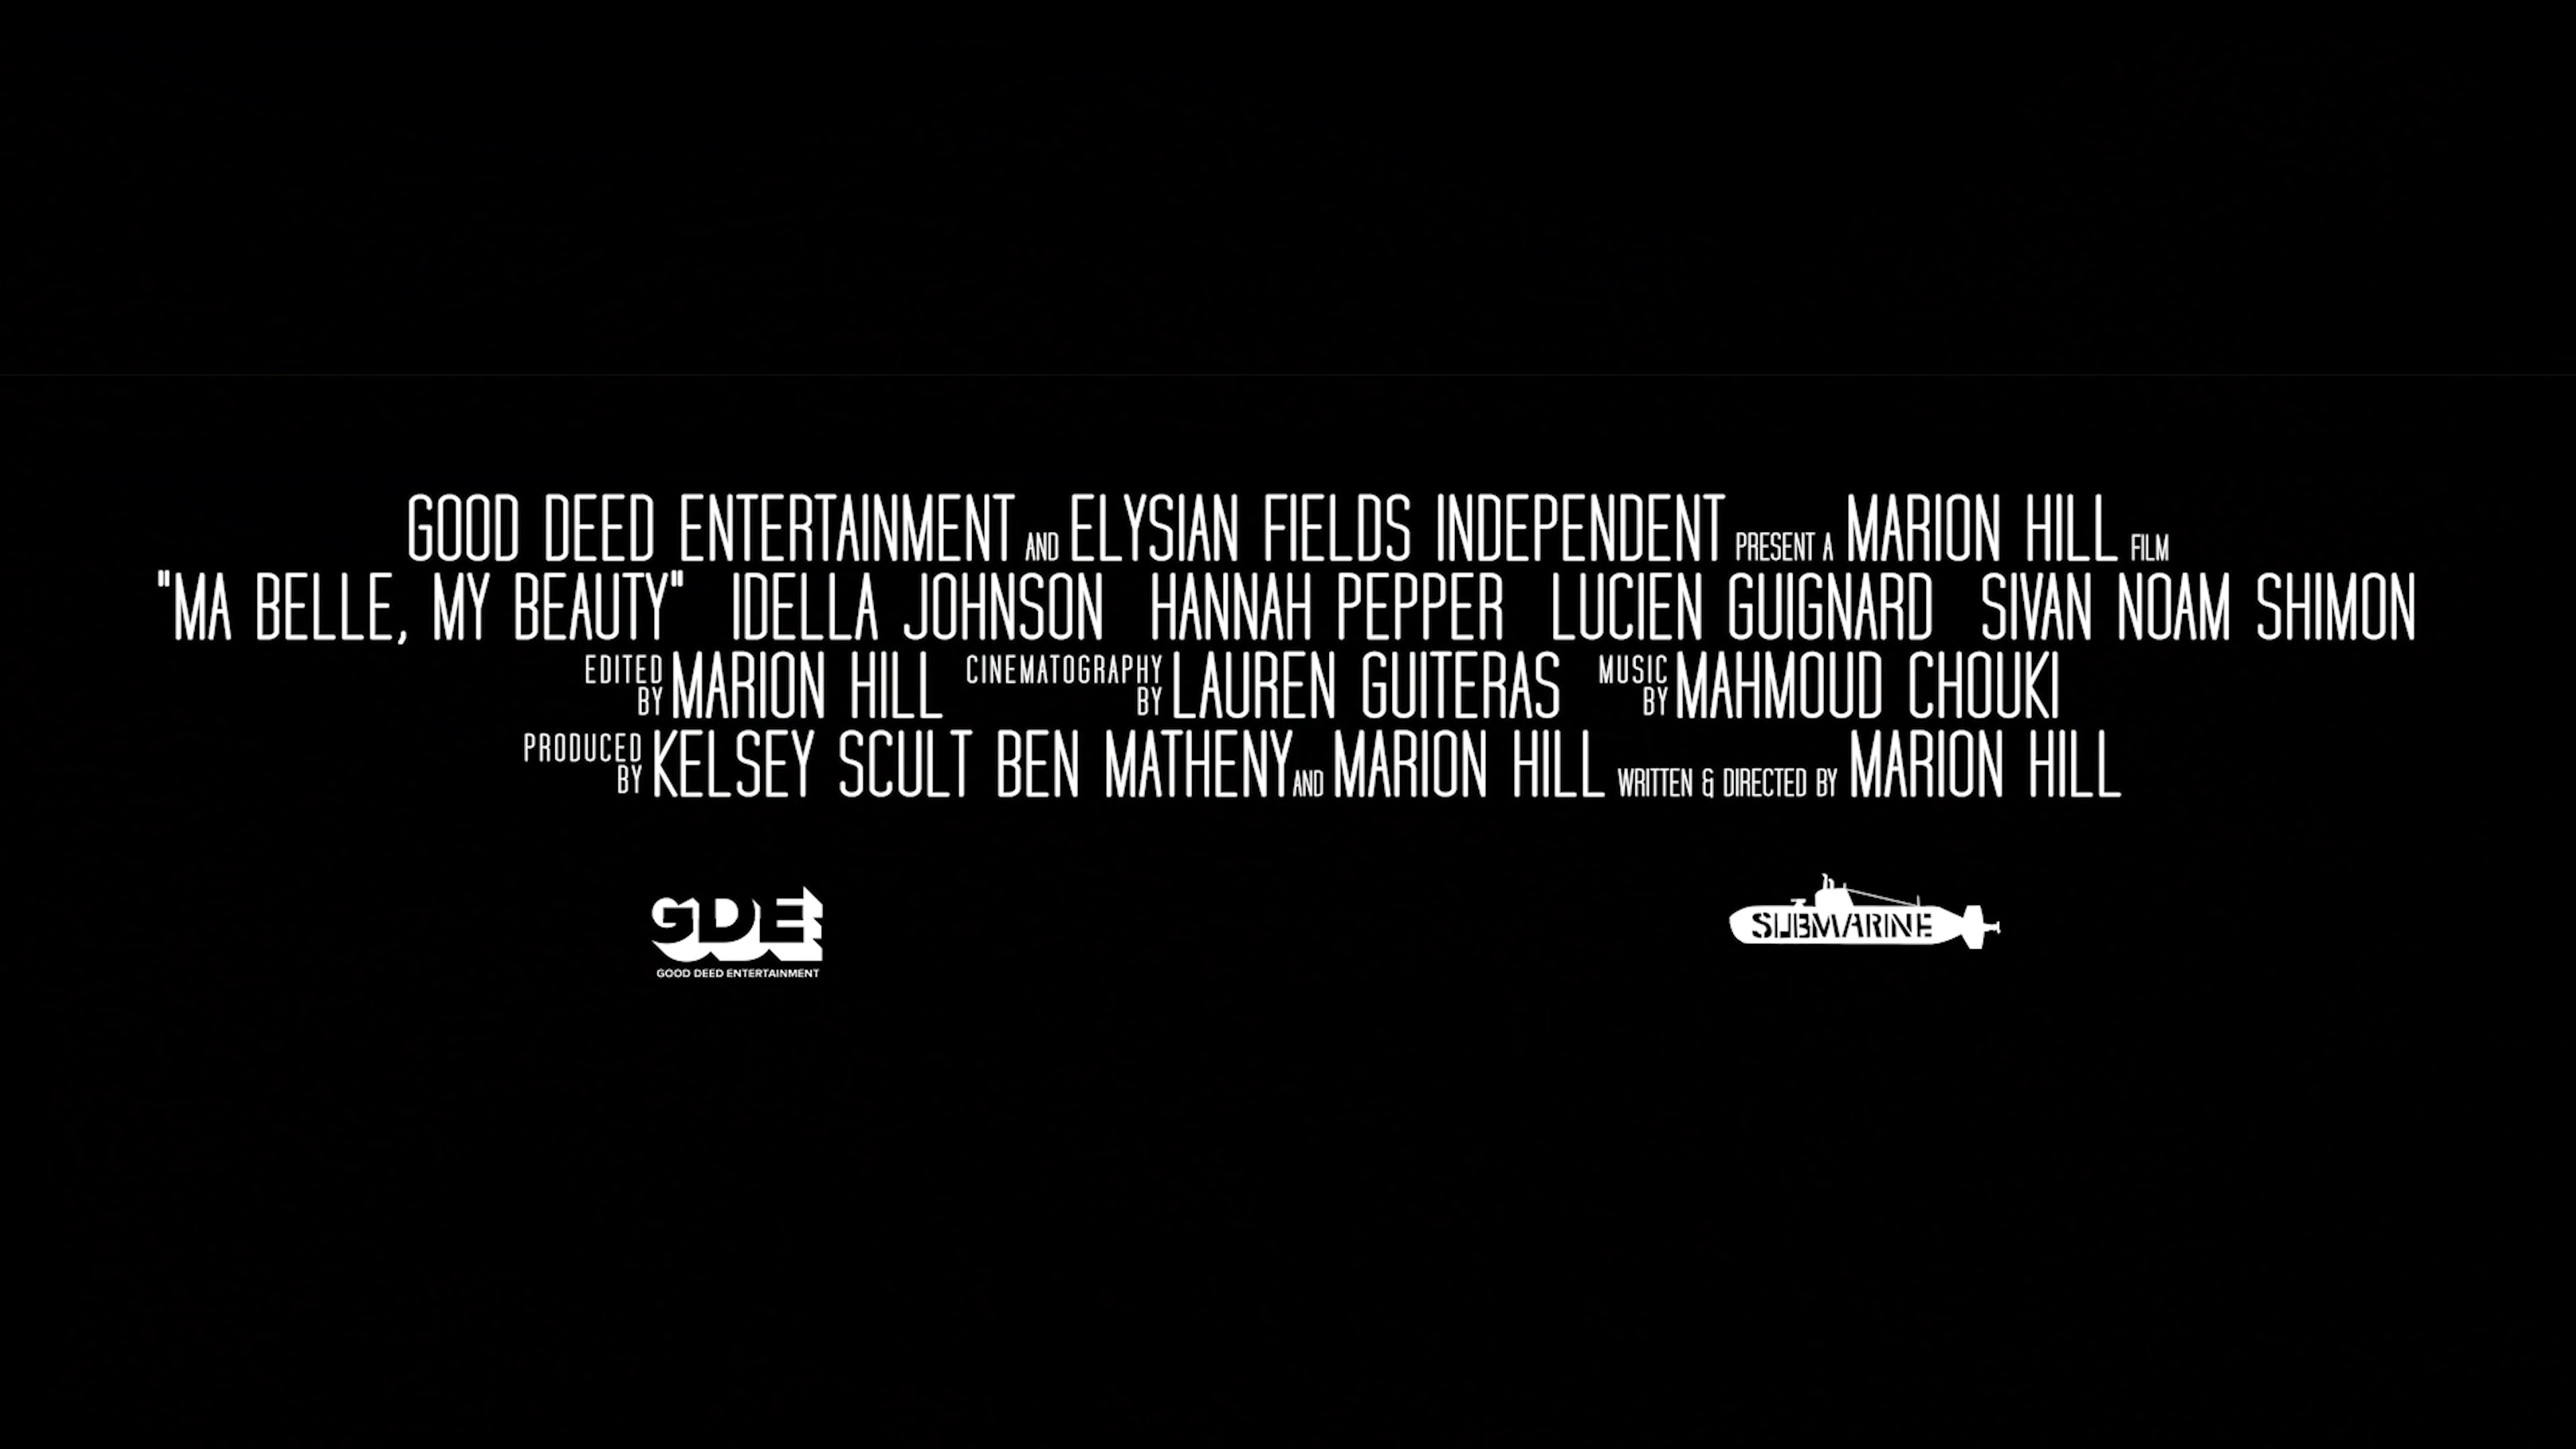 GOOD DEED ENTERTAINMENT AND ELYSIAN FIELDS INDEPENDENT PRESENT A MARION HILL FILM
"MA BELLE, MY BEAUTY" IDELLA JOHNSON HANNAH PEPPER LUCIEN GUIGNARD SIVAN NOAM SHIMON
EDITED BY MARION HILL CINEMATOGRAPHY BY LAUREN GUITERAS MUSIC BY MAHMOUD CHOUKI
PRODUCED BY KELSEY SCULT BEN MATHENY AND MARION HILL WRITTEN & DIRECTED BY MARION HILL
GDE
GOOD DEED ENTERTAINMENT
SUBMARINE